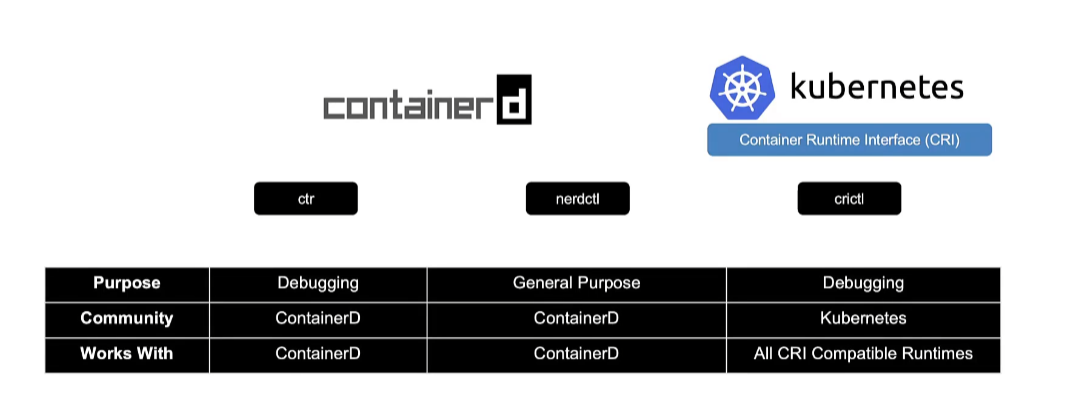 containerd
kubernetes
Container Runtime Interface (CRI)
ctr nerdctl crictl
Purpose Debugging General Purpose Debugging
Community ContainerD ContainerD Kubernetes
Works With ContainerD ContainerD All CRI Compatible Runtimes